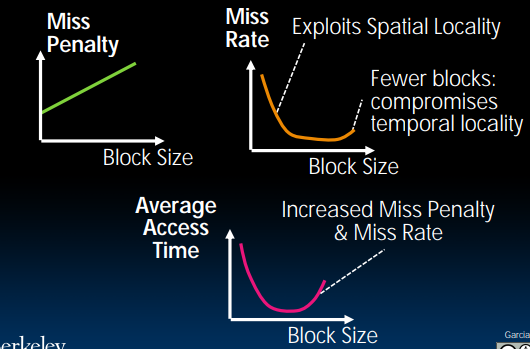 Miss
Penalty
Block Size
Miss
Rate
Exploits Spatial Locality
Fewer blocks:
compromises
temporal locality
Block Size
Average
Access
Time
Increased Miss Penalty
& Miss Rate
Block Size
erkeley
Garcia